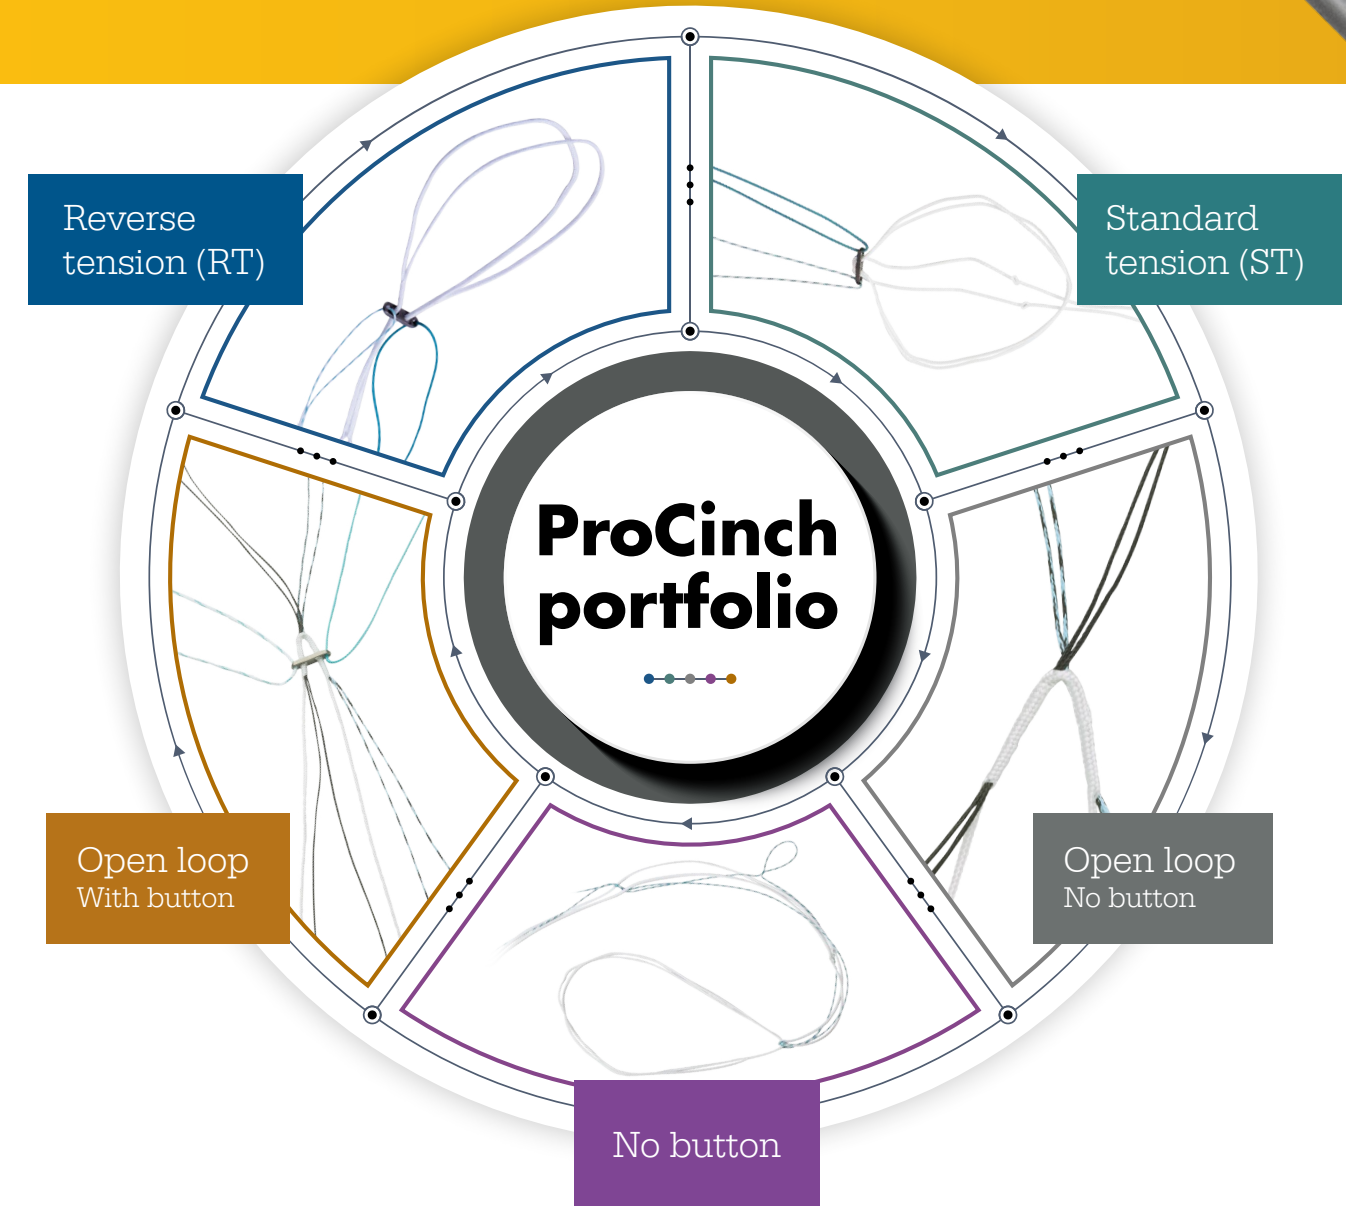 Reverse
tension (RT)
Standard
tension (ST)
ProCinch
portfolio
Open loop
With button
Open loop
No button
No button